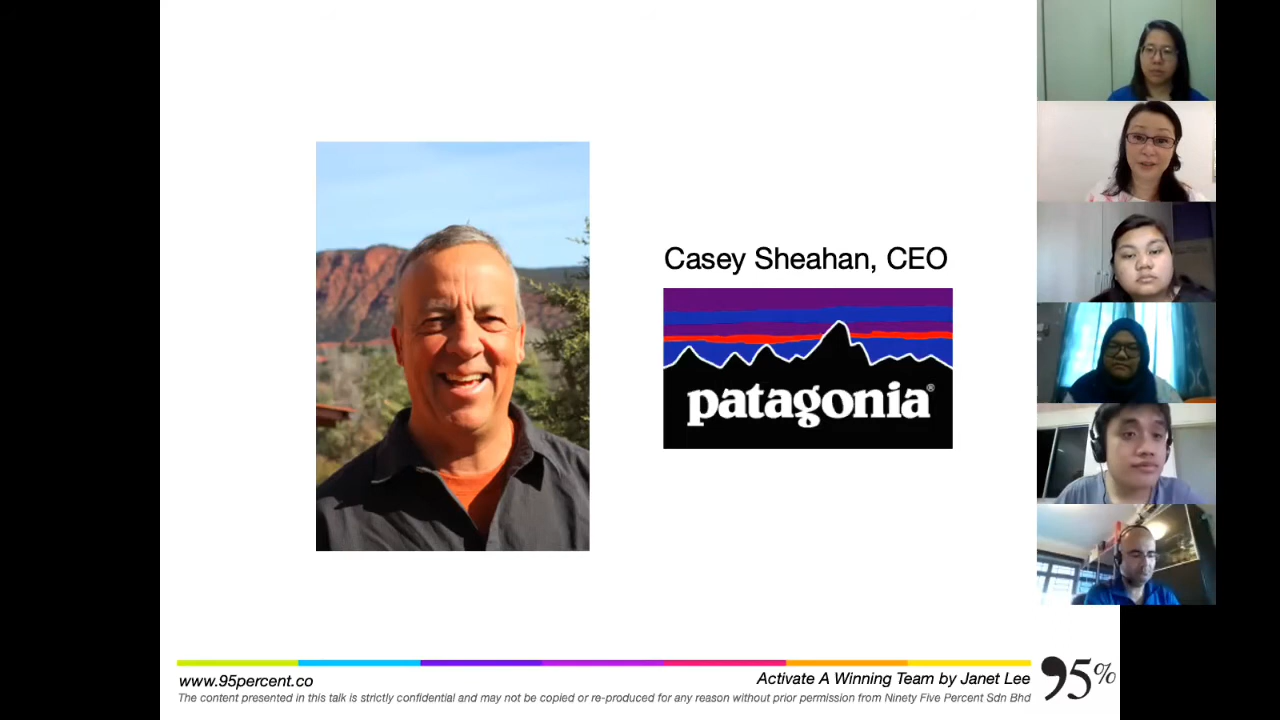 Casey Sheahan, CEO
patagonia®
www.95percent.co
Activate A Winning Team by Janet Lee
The content presented in this talk is strictly confidential and may not be copied or re-produced for any reason without prior permission from Ninety Five Percent Sdn Bhd
95%